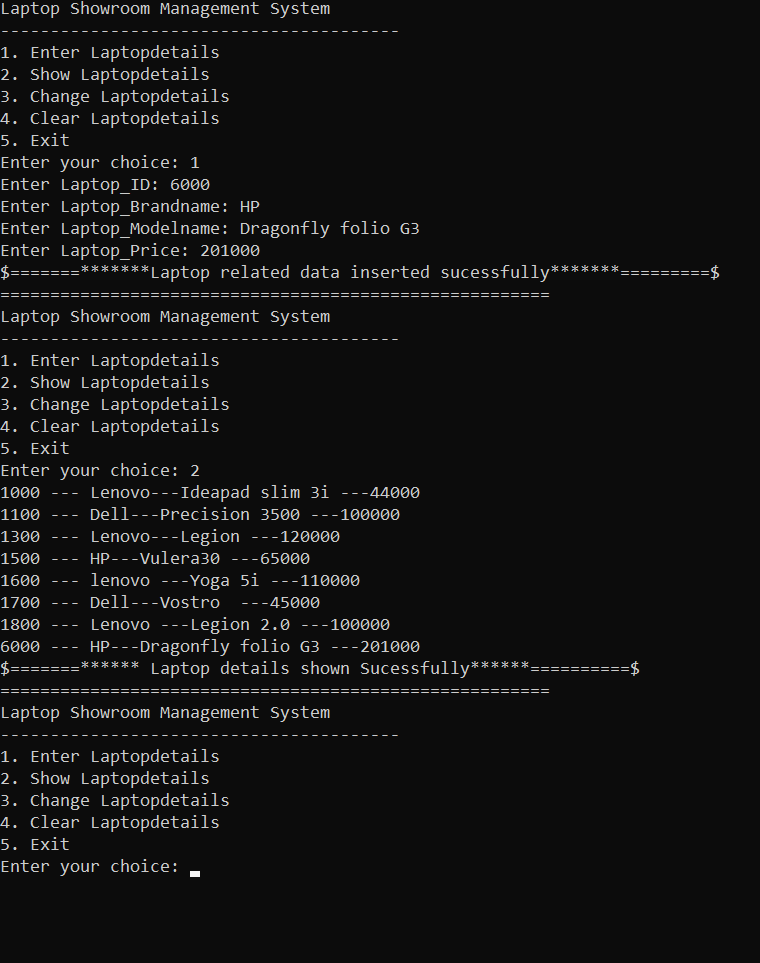 Laptop Showroom Management System
----------------------------------------
1. Enter Laptopdetails
2. Show Laptopdetails
3. Change Laptopdetails
4. Clear Laptopdetails
5. Exit
Enter your choice: 1
Enter Laptop_ID: 6000
Enter Laptop_Brandname: HP
Enter Laptop_Modelname: Dragonfly folio G3
Enter Laptop_Price: 201000
$=======*******Laptop related data inserted sucessfully*******=========$
=======================================================
Laptop Showroom Management System
----------------------------------------
1. Enter Laptopdetails
2. Show Laptopdetails
3. Change Laptopdetails
4. Clear Laptopdetails
5. Exit
Enter your choice: 2
1000 --- Lenovo---Ideapad slim 3i ---44000
1100 --- Dell---Precision 3500 ---100000
1300 --- Lenovo---Legion ---120000
1500 --- HP---Vulera30 ---65000
1600 --- lenovo ---Yoga 5i ---110000
1700 --- Dell---Vostro  ---45000
1800 --- Lenovo ---Legion 2.0 ---100000
6000 --- HP---Dragonfly folio G3 ---201000
$=======****** Laptop details shown Sucessfully******==========$
=======================================================
Laptop Showroom Management System
----------------------------------------
1. Enter Laptopdetails
2. Show Laptopdetails
3. Change Laptopdetails
4. Clear Laptopdetails
5. Exit
Enter your choice: